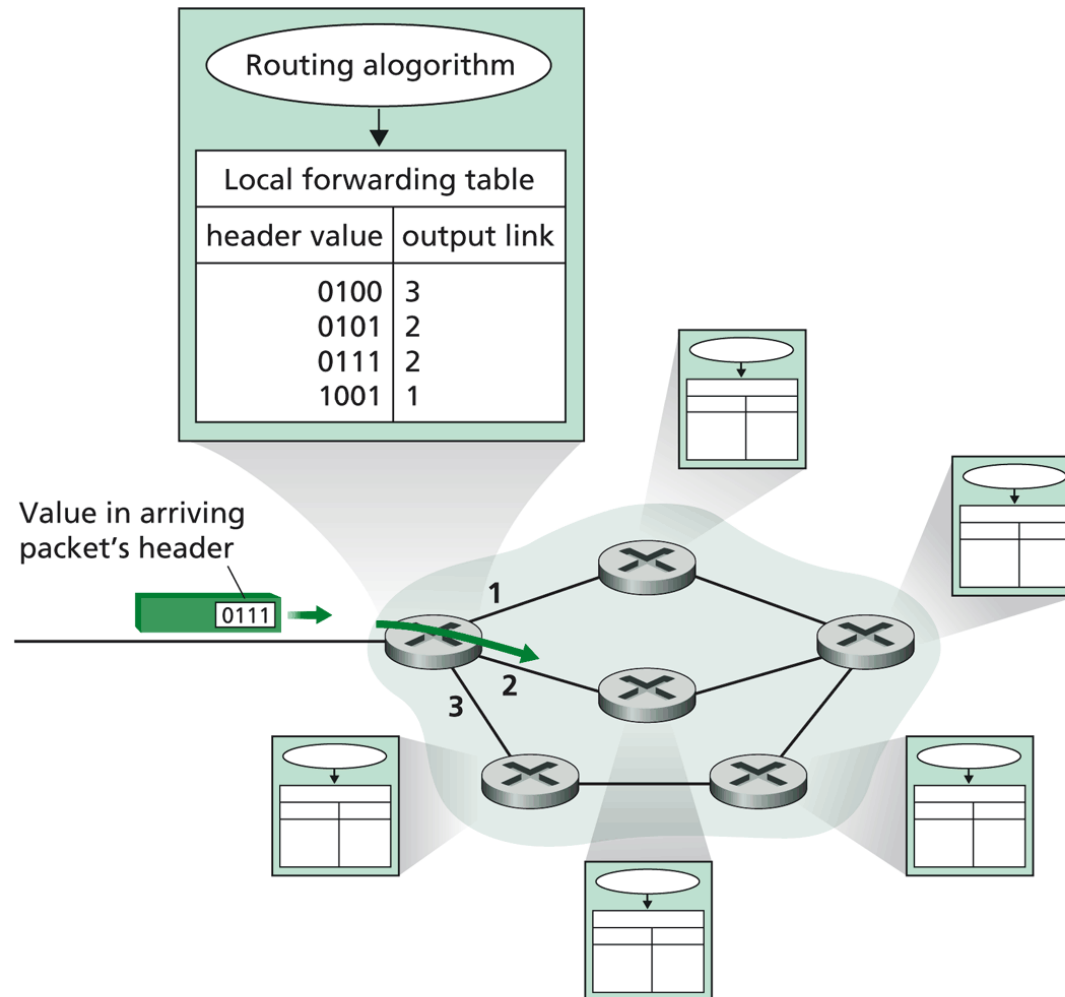 Routing alogorithm
Local forwarding table
header value output link
0100 3
0101 2
0111 2
1001 1
Value in arriving
packet’s header
0111
1
2
3